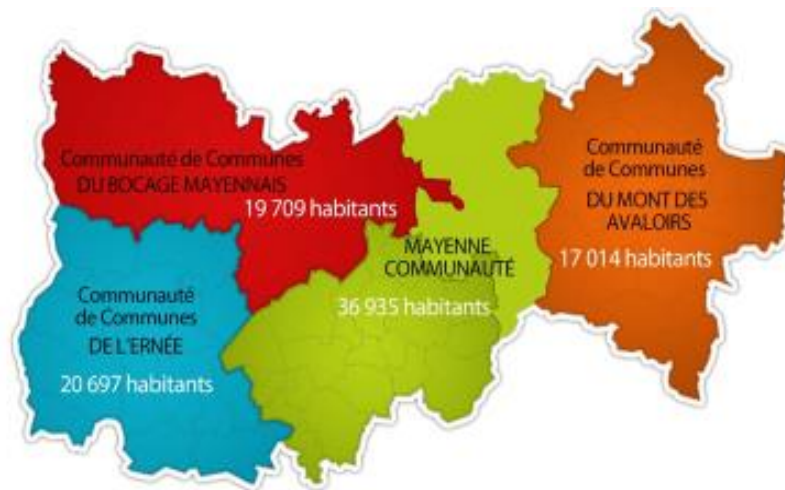 Communauté de Communes
DU BOCAGE MAYENNAIS
19 709 habitants
Communauté
de Communes
DE L'ERNÉE
20 697 habitants
MAYENNE
COMMUNAUTÉ
36 935 habitants
Communauté
de Communes
DU MONT DES
AVALOIRS
17 014 habitants